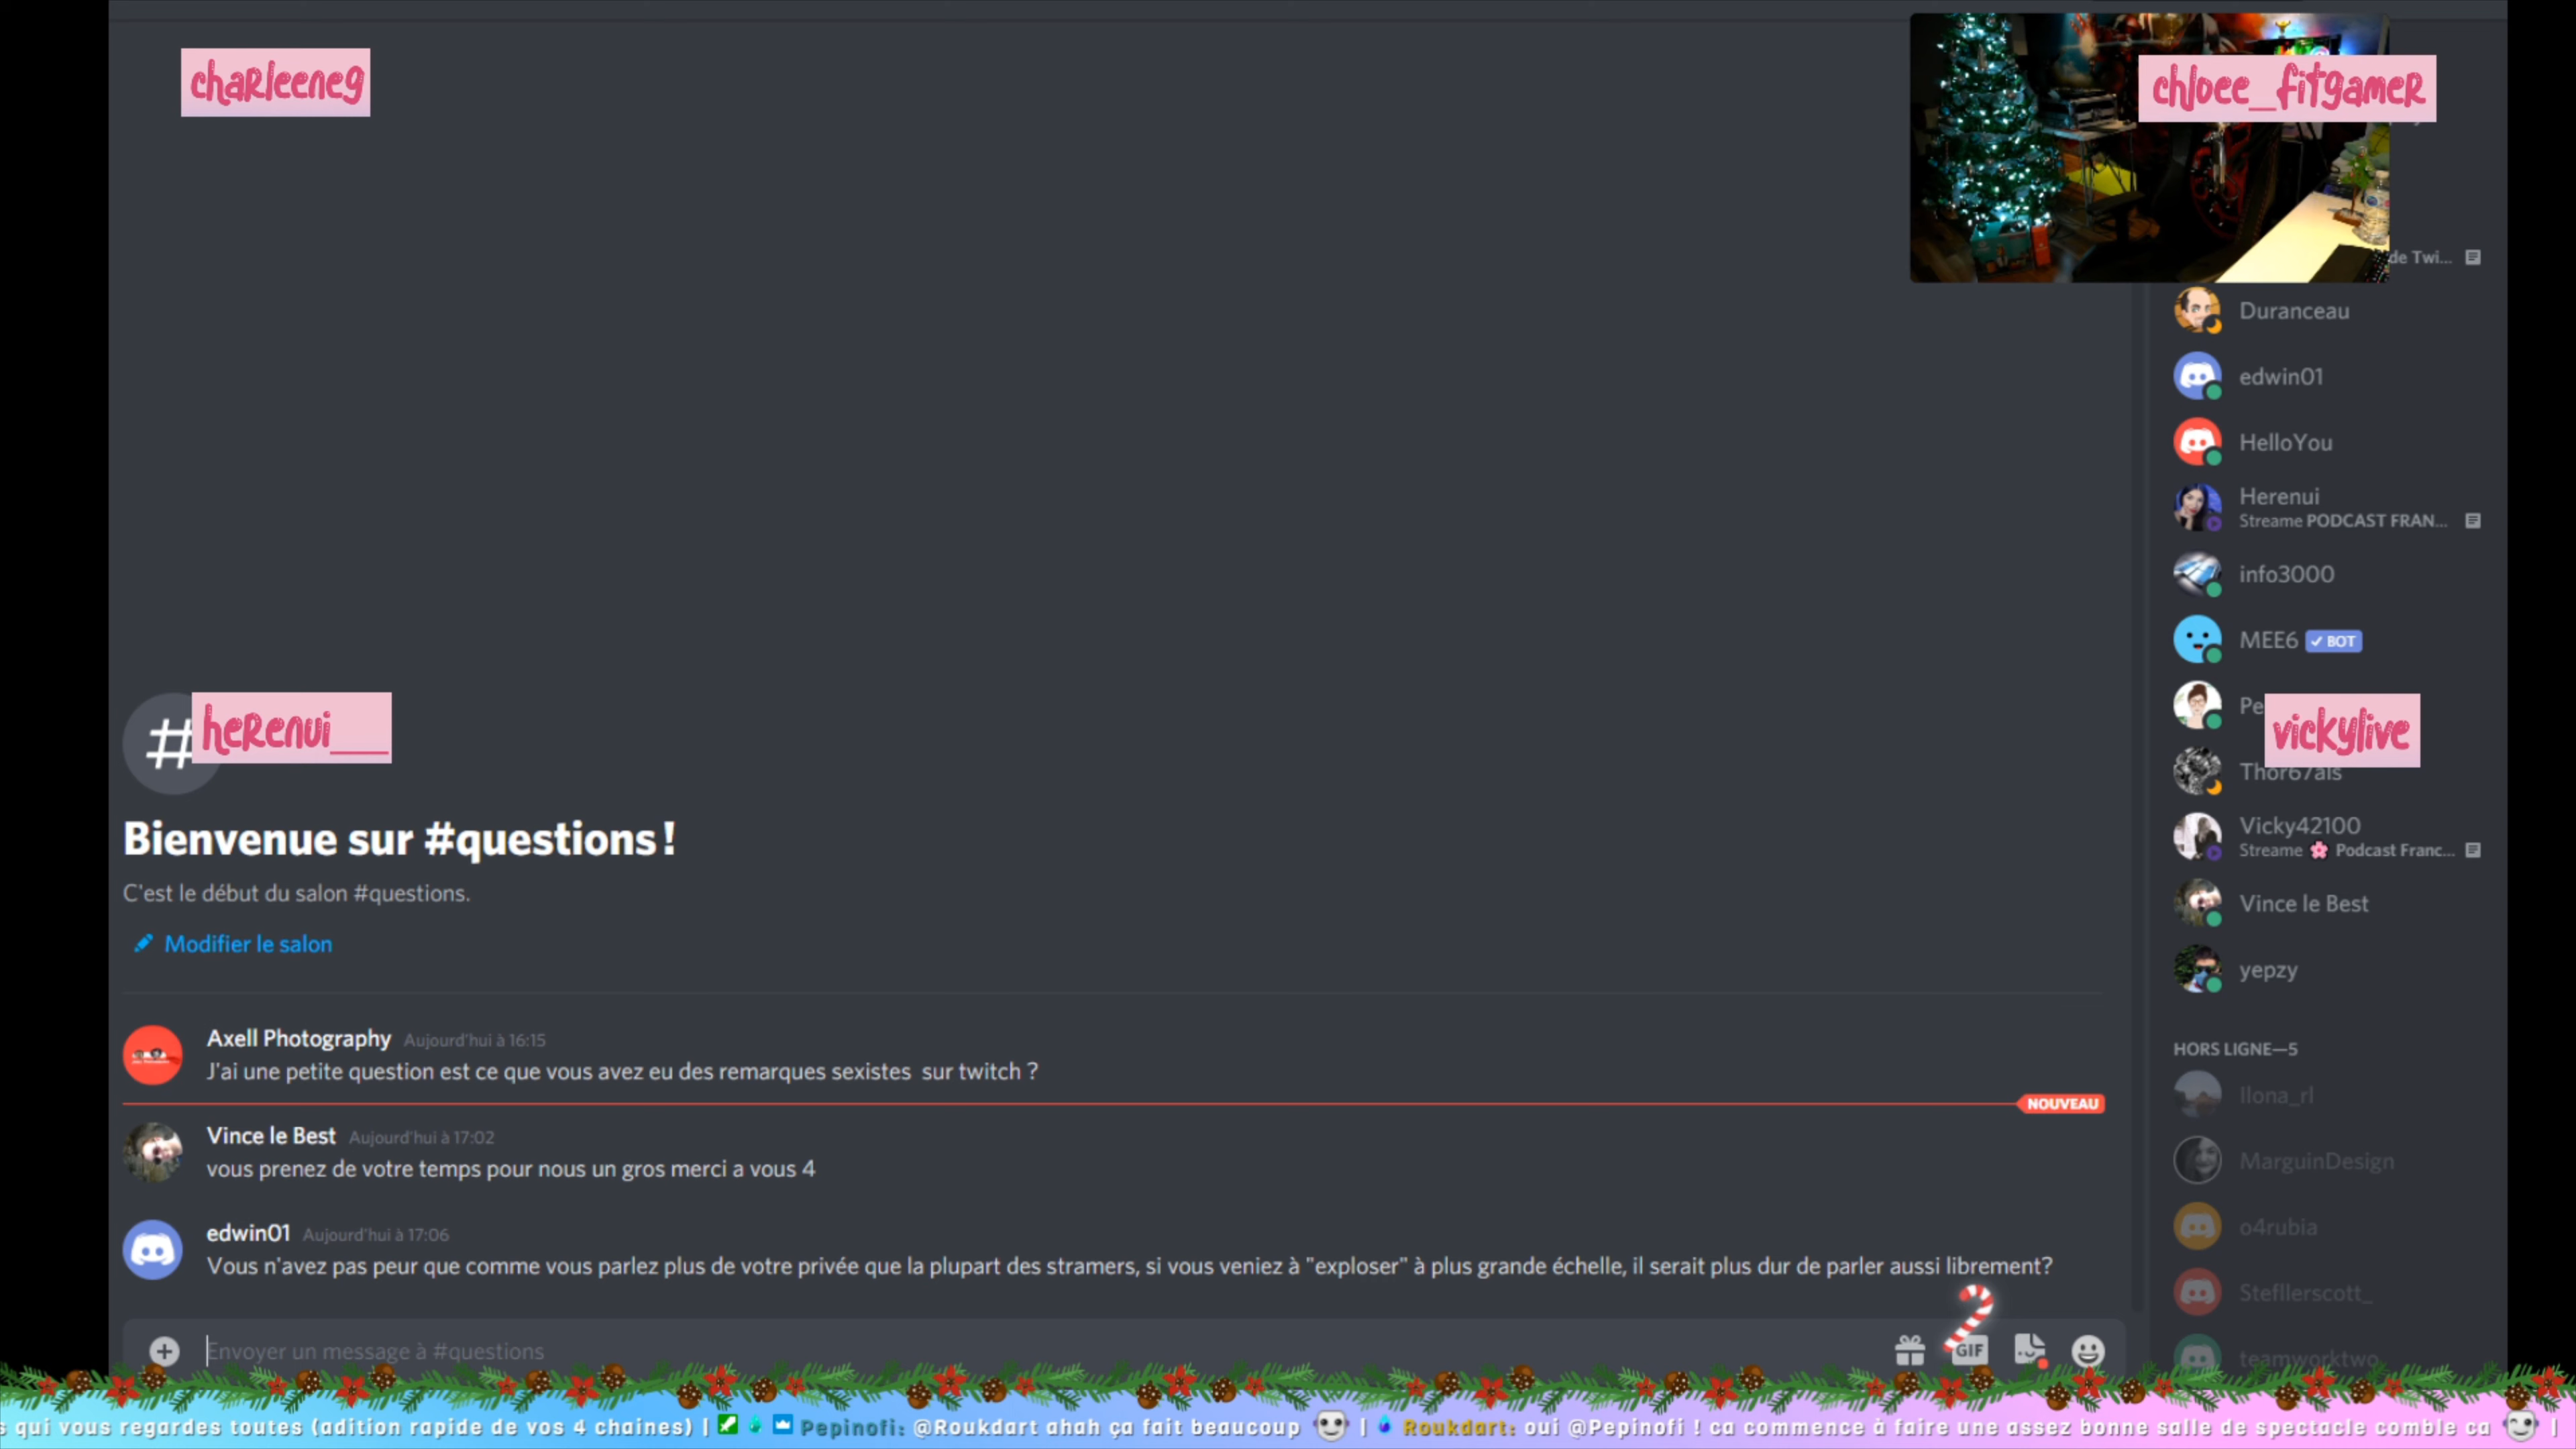 charleeneg
chloee_fitgamer
de Twi...
Duranceau
edwin01
HelloYou
Herenui
Streame PODCAST FRAN...
info3000
MEE6 ✓ BOT
Pe
vickylive
Thor67als
Vicky42100
Streame 🌸 Podcast Franc...
Vince le Best
yepzy
HORS LIGNE—5
Ilona_rl
MarguinDesign
o4rubia
Stefllerscott_
teamworktwo
# herenui__
Bienvenue sur #questions !
C'est le début du salon #questions.
Modifier le salon
Axell Photography Aujourd'hui à 16:15
J'ai une petite question est ce que vous avez eu des remarques sexistes sur twitch ?
NOUVEAU
Vince le Best Aujourd'hui à 17:02
vous prenez de votre temps pour nous un gros merci a vous 4
edwin01 Aujourd'hui à 17:06
Vous n'avez pas peur que comme vous parlez plus de votre privée que la plupart des stramers, si vous veniez à "exploser" à plus grande échelle, il serait plus dur de parler aussi librement?
Envoyer un message à #questions
GIF
s qui vous regardes toutes (adition rapide de vos 4 chaines) | Pepinofi: @Roukdart ahah ça fait beaucoup | Roukdart: oui @Pepinofi ! ca commence à faire une assez bonne salle de spectacle comble ca |